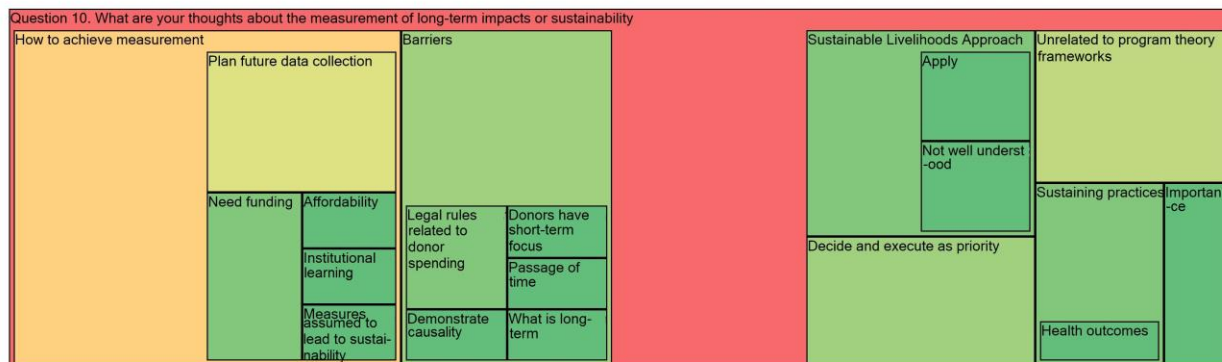 Question 10. What are your thoughts about the measurement of long-term impacts or sustainability
How to achieve measurement
Plan future data collection
Need funding
Affordability
Institutional
learning
Measures
assumed to
lead to sustai-
nability
Barriers
Legal rules
related to
donor
spending
Donors have
short-term
focus
Passage of
time
Demonstrate
causality
What is long-
term
Sustainable Livelihoods Approach
Apply
Not well underst
-ood
Decide and execute as priority
Unrelated to program theory
frameworks
Sustaining practices
Health outcomes
Importan
-ce